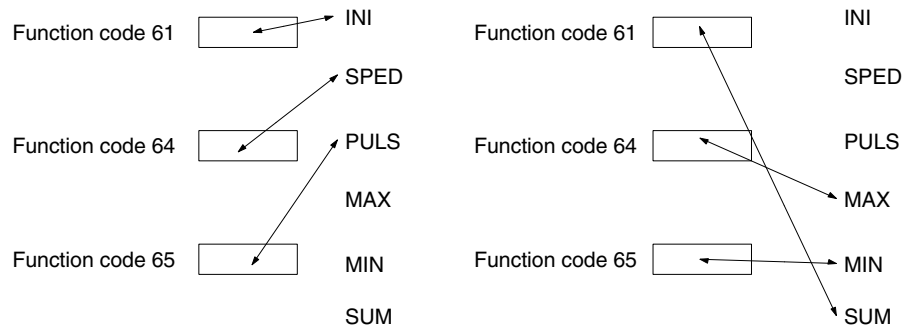 INI
Function code 61
SPED
Function code 64
PULS
MAX
Function code 65
MIN
SUM
INI
Function code 61
SPED
Function code 64
PULS
MAX
Function code 65
MIN
SUM